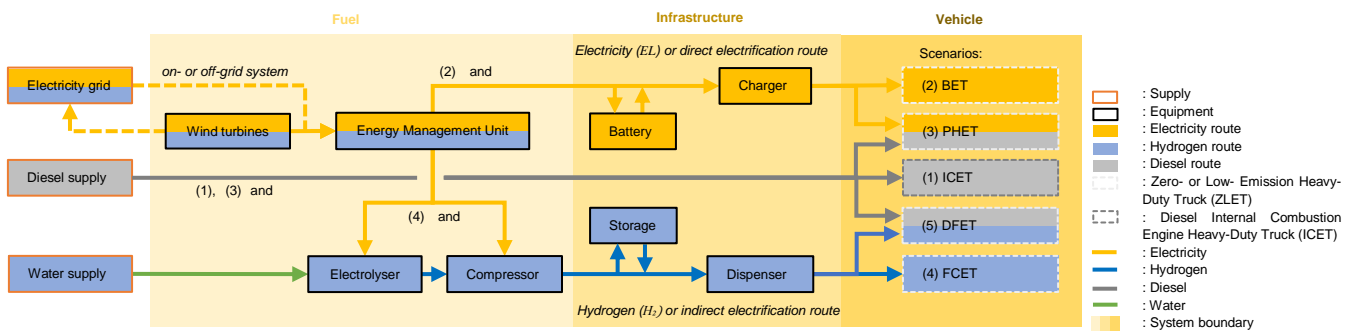 Fuel
Infrastructure
Vehicle
Electricity (EL) or direct electrification route
Scenarios:
on- or off-grid system
(2) and
Electricity grid
Charger
(2) BET
Wind turbines
Energy Management Unit
Battery
(3) PHET
Diesel supply
(1), (3) and
(1) ICET
(4) and
Storage
(5) DFET
Water supply
Electrolyser
Compressor
Dispenser
(4) FCET
Hydrogen (H₂) or indirect electrification route
: Supply
: Equipment
: Electricity route
: Hydrogen route
: Diesel route
: Zero- or Low- Emission Heavy-
Duty Truck (ZLET)
: Diesel Internal Combustion
Engine Heavy-Duty Truck (ICET)
: Electricity
: Hydrogen
: Diesel
: Water
: System boundary